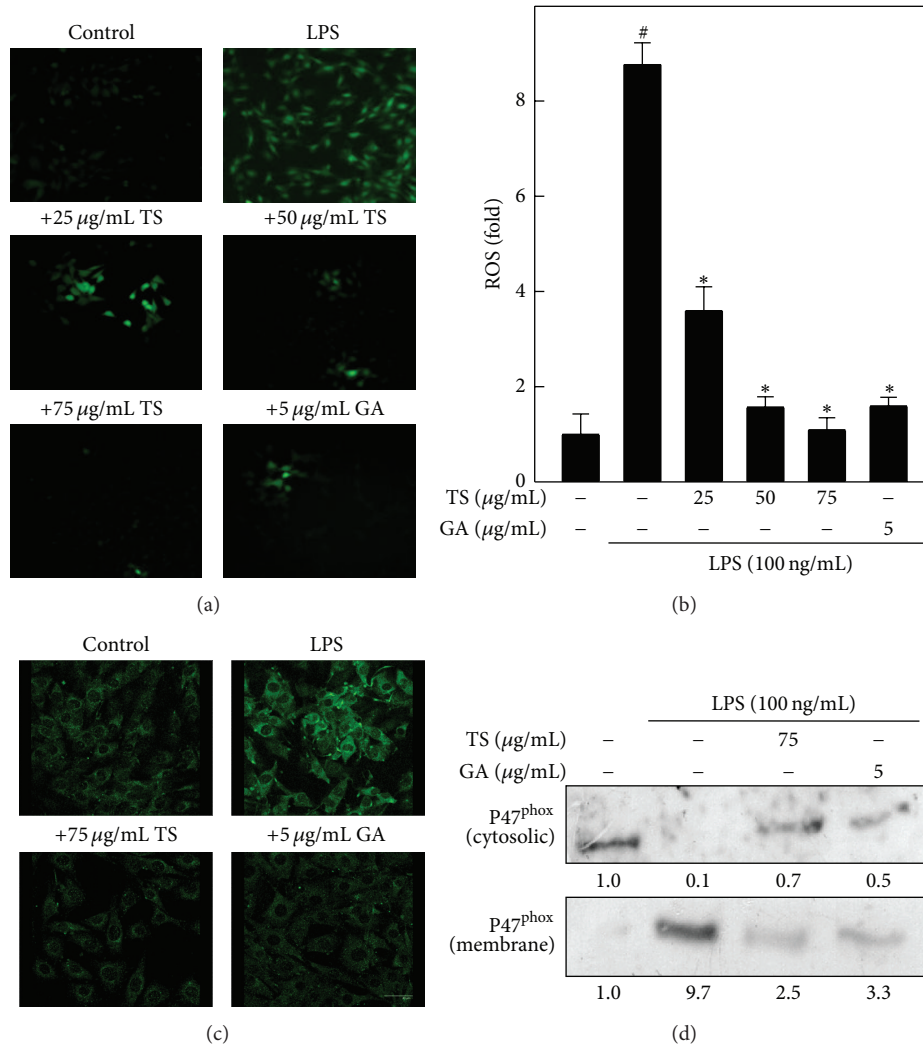 Control LPS
+25 μg/mL TS +50 μg/mL TS
+75 μg/mL TS +5 μg/mL GA
(a)
8
6
4
2
0
ROS (fold)
#
*
*
*
*
TS (μg/mL) – – 25 50 75 –
GA (μg/mL) – – – – – 5
LPS (100 ng/mL)
(b)
Control LPS
+75 μg/mL TS +5 μg/mL GA
(c)
LPS (100 ng/mL)
TS (μg/mL) – – 75 –
GA (μg/mL) – – – 5
P47phox
(cytosolic)
1.0 0.1 0.7 0.5
P47phox
(membrane)
1.0 9.7 2.5 3.3
(d)